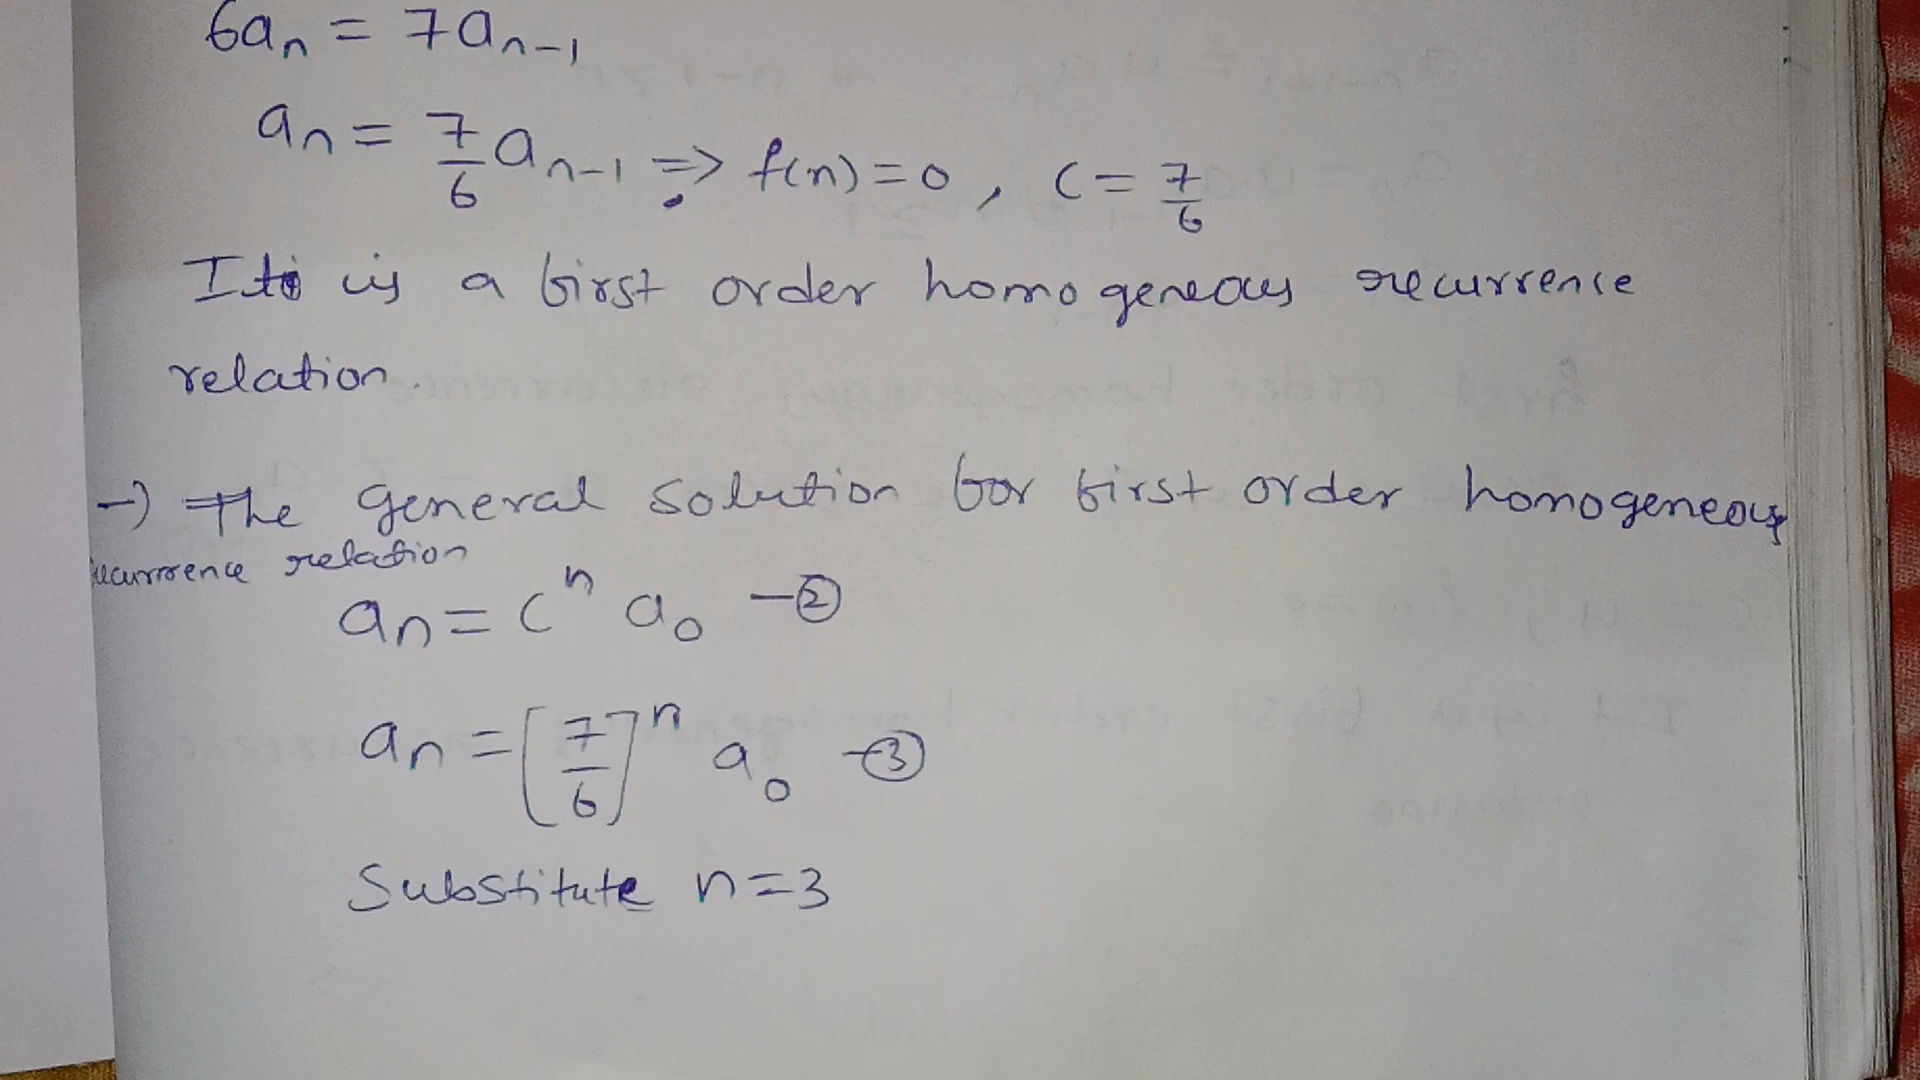 6aₙ = 7aₙ₋₁
aₙ = 7/6 aₙ₋₁ => f(n) = 0, C = 7/6
It is a first order homogeneous recurrence
relation.
→ The general solution for first order homogeneous
recurrence relation
aₙ = Cⁿ a₀ —②
aₙ = [7/6]ⁿ a₀ —③
Substitute n=3